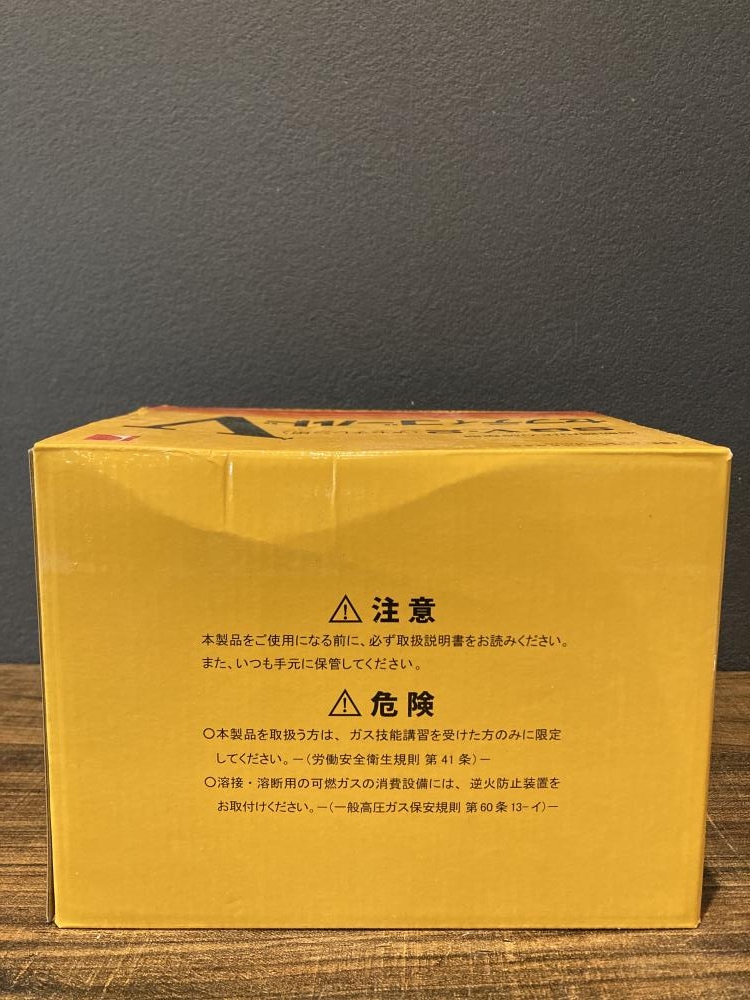 注意
本製品をご使用になる前に、必ず取扱説明書をお読みください。
また、いつも手元に保管してください。
危険
○本製品を取扱う方は、ガス技能講習を受けた方のみに限定
してください。―(労働安全衛生規則 第41条)―
○溶接・溶断用の可燃ガスの消費設備には、逆火防止装置を
お取付けください。―(一般高圧ガス保安規則 第60条13-イ)―